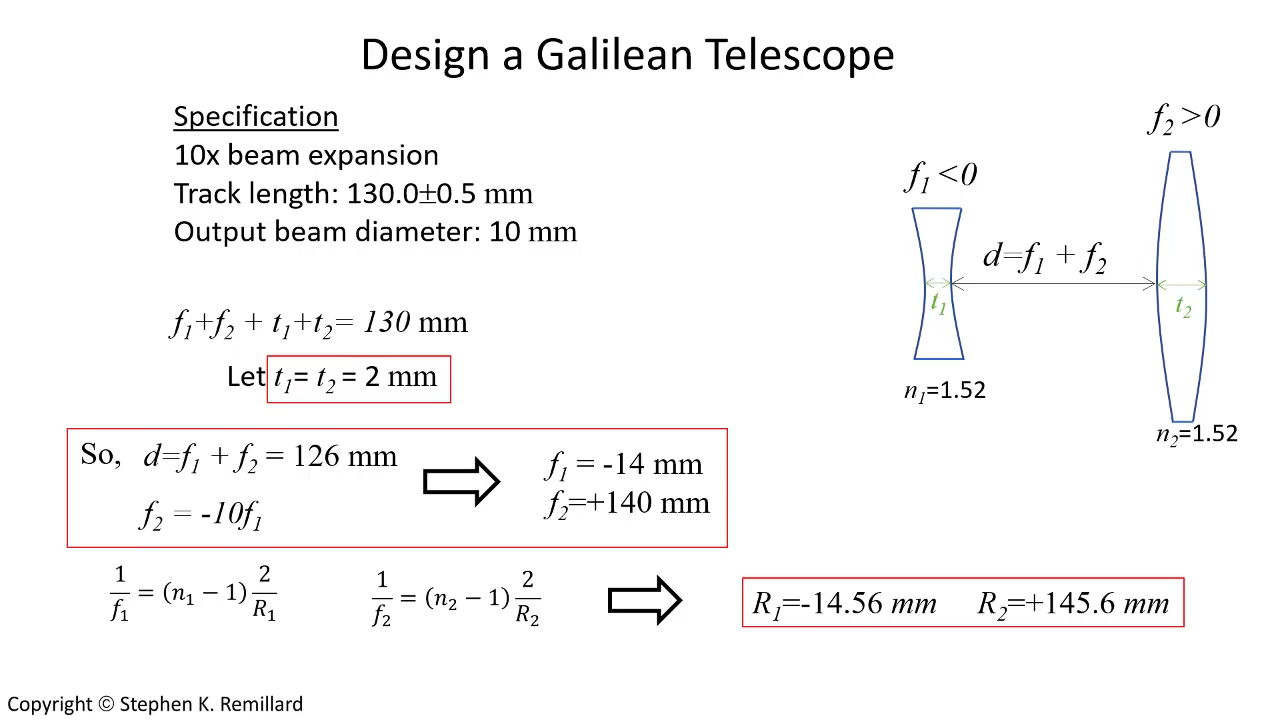 Design a Galilean Telescope
Specification
10x beam expansion
Track length: 130.0±0.5 mm
Output beam diameter: 10 mm
f₁+f₂ + t₁+t₂= 130 mm
Let t₁= t₂ = 2 mm
So, d=f₁ + f₂ = 126 mm
f₂ = -10f₁
f₁ = -14 mm
f₂=+140 mm
1/f₁ = (n₁ − 1) 2/R₁
1/f₂ = (n₂ − 1) 2/R₂
R₁=-14.56 mm R₂=+145.6 mm
f₁ <0
f₂ >0
d=f₁ + f₂
t₁
t₂
n₁=1.52
n₂=1.52
Copyright © Stephen K. Remillard